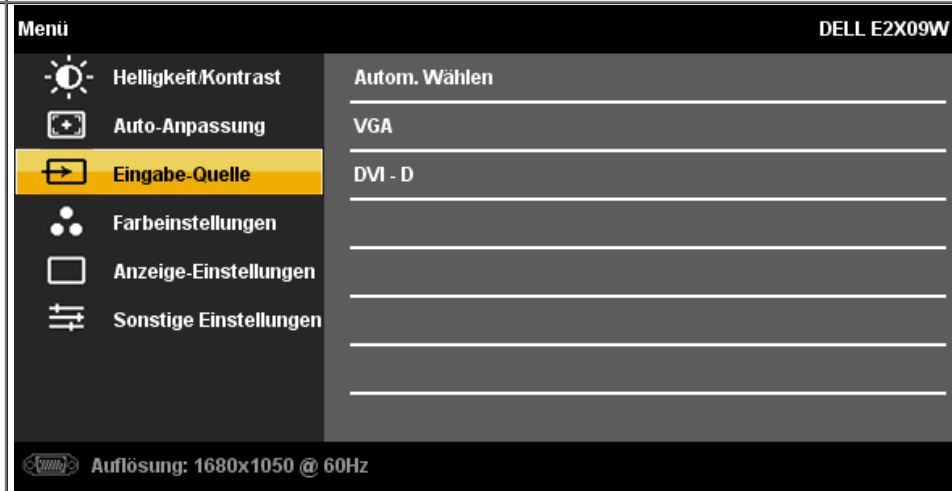 Menü DELL E2X09W
Helligkeit/Kontrast Autom. Wählen
Auto-Anpassung VGA
Eingabe-Quelle DVI - D
Farbeinstellungen
Anzeige-Einstellungen
Sonstige Einstellungen
Auflösung: 1680x1050 @ 60Hz